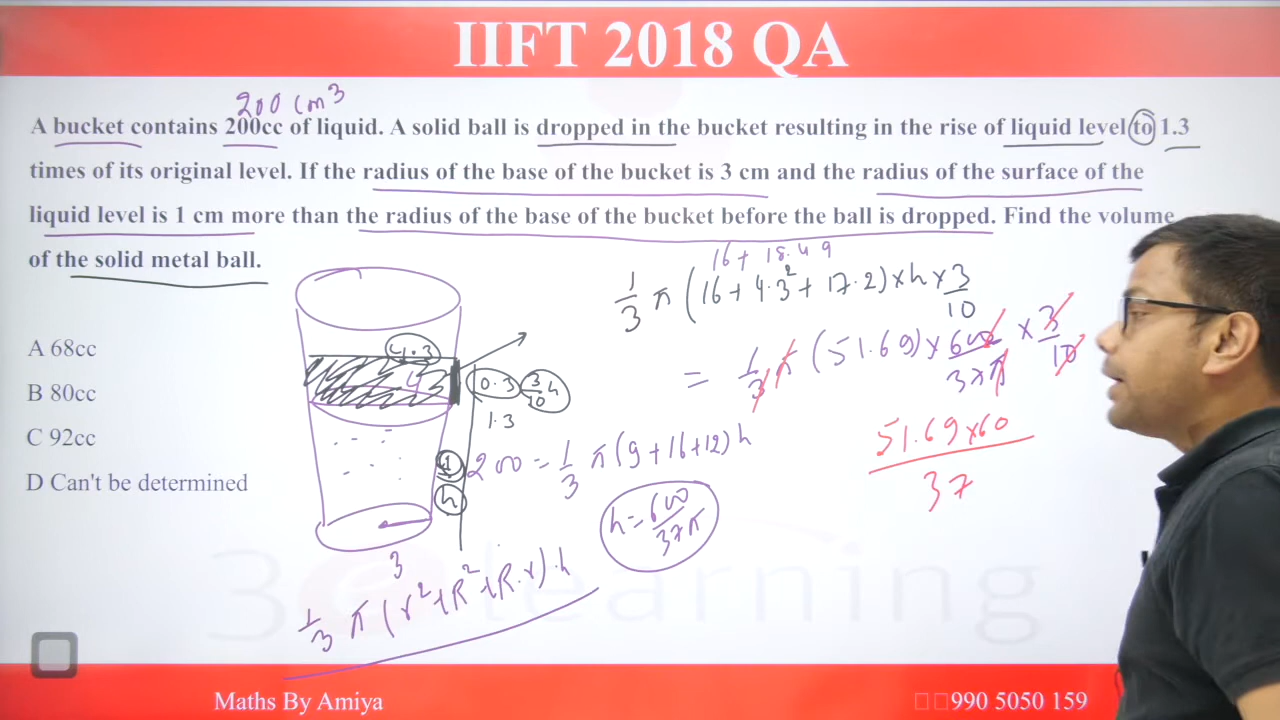 IIFT 2018 QA
200 cm3
A bucket contains 200cc of liquid. A solid ball is dropped in the bucket resulting in the rise of liquid level to 1.3
times of its original level. If the radius of the base of the bucket is 3 cm and the radius of the surface of the
liquid level is 1 cm more than the radius of the base of the bucket before the ball is dropped. Find the volume
of the solid metal ball.
16 + 18.49
1/3 π (16 + 4.3² + 17.2) × h × 3/10
A 68cc
B 80cc
C 92cc
D Can't be determined
4.3
4
0.3
3/10 h
1.3
= 1/3 π (51.69) × 600/37π × 3/10
51.69×60/37
1
h
200 = 1/3 π (9 + 16 + 12) h
h = 600/37π
3
1/3 π (r² + R² + R.r).h
3 e learning
Maths By Amiya
990 5050 159